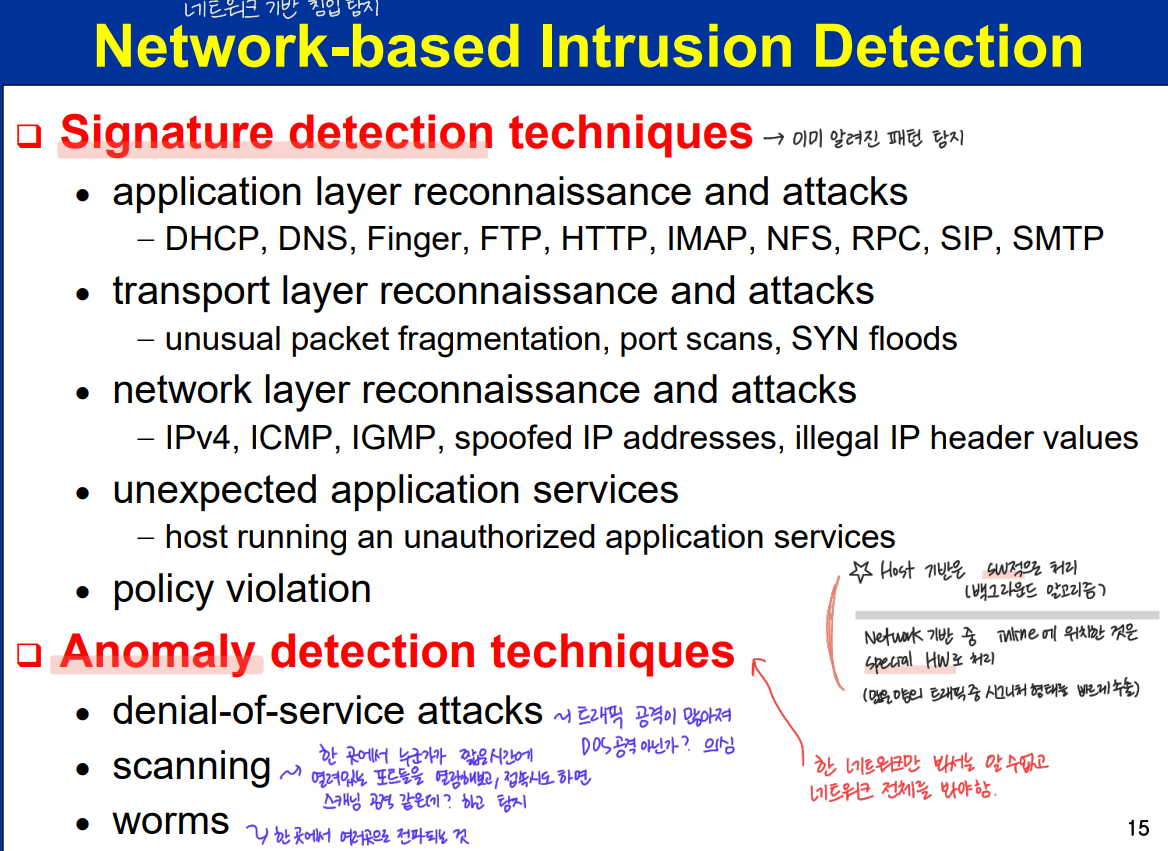 네트워크 기반 침입탐지
Network-based Intrusion Detection
❑ Signature detection techniques → 이미 알려진 패턴 탐지
• application layer reconnaissance and attacks
– DHCP, DNS, Finger, FTP, HTTP, IMAP, NFS, RPC, SIP, SMTP
• transport layer reconnaissance and attacks
– unusual packet fragmentation, port scans, SYN floods
• network layer reconnaissance and attacks
– IPv4, ICMP, IGMP, spoofed IP addresses, illegal IP header values
• unexpected application services
– host running an unauthorized application services
• policy violation
☆ Host 기반은 SW적으로 처리
(백그라운드 알고리즘)
Network 기반 중 inline에 위치한 것은
special HW로 처리
(많은양의 트래픽중 시그니처 형태를 빠르게 추출)
❑ Anomaly detection techniques
• denial-of-service attacks ~ 트래픽 공격이 많아져
DOS공격 아닌가? 의심
• scanning ~ 한 곳에서 누군가가 짧은시간에
열려있는 포트들을 열람해보고, 접속시도 하면
스캐닝 공격 같은데? 하고 탐지
• worms ↳ 한 곳에서 여러곳으로 전파되는 것
한 네트워크만 봐서는 알 수없고
네트워크 전체를 봐야함.
15